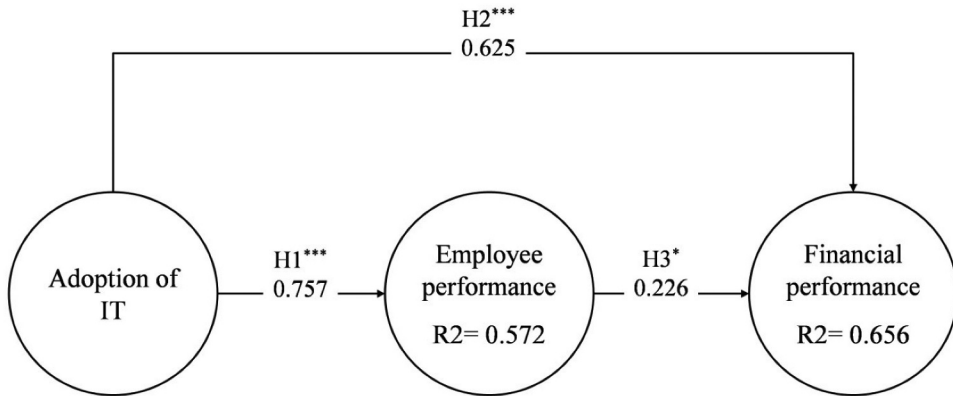 H2***
0.625
Adoption of
IT
H1***
0.757
Employee
performance
R2= 0.572
H3*
0.226
Financial
performance
R2= 0.656